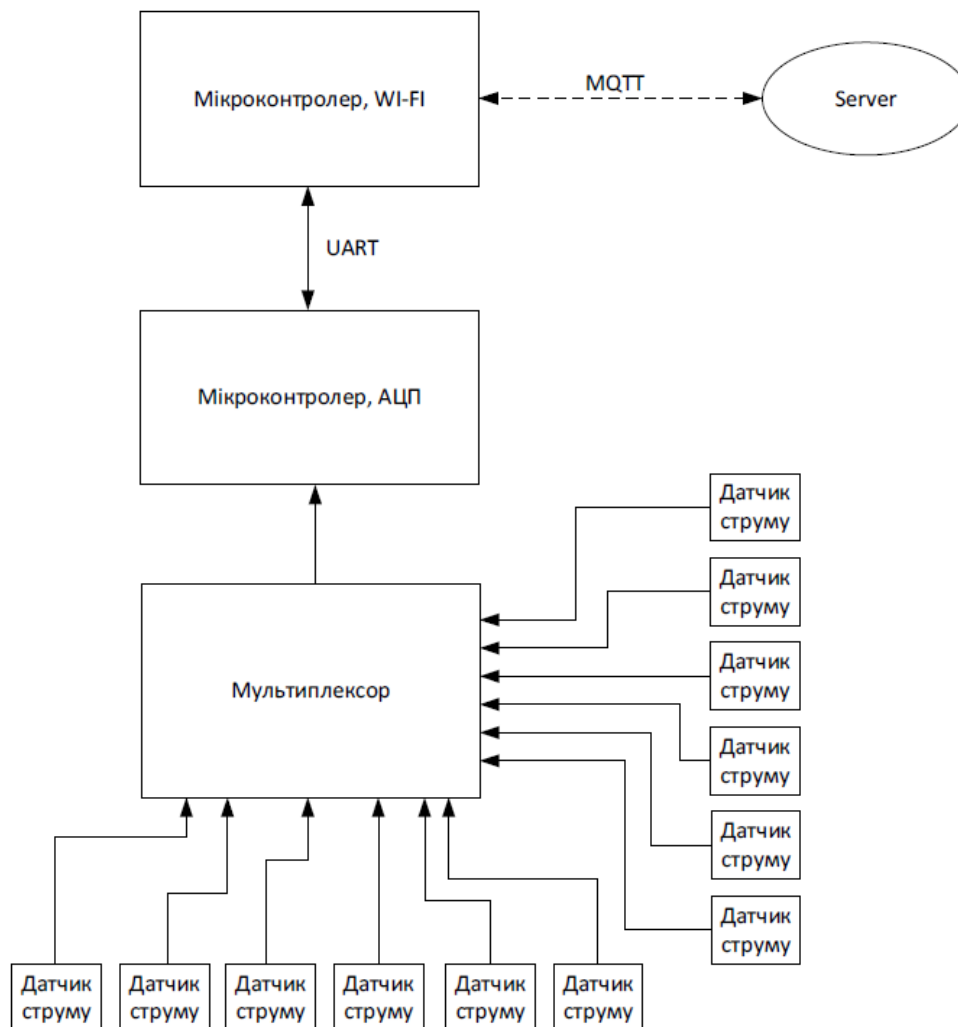 Мікроконтролер, WI-FI
MQTT
Server
UART
Мікроконтролер, АЦП
Датчик
струму
Датчик
струму
Датчик
струму
Датчик
струму
Датчик
струму
Датчик
струму
Мультиплексор
Датчик
струму
Датчик
струму
Датчик
струму
Датчик
струму
Датчик
струму
Датчик
струму